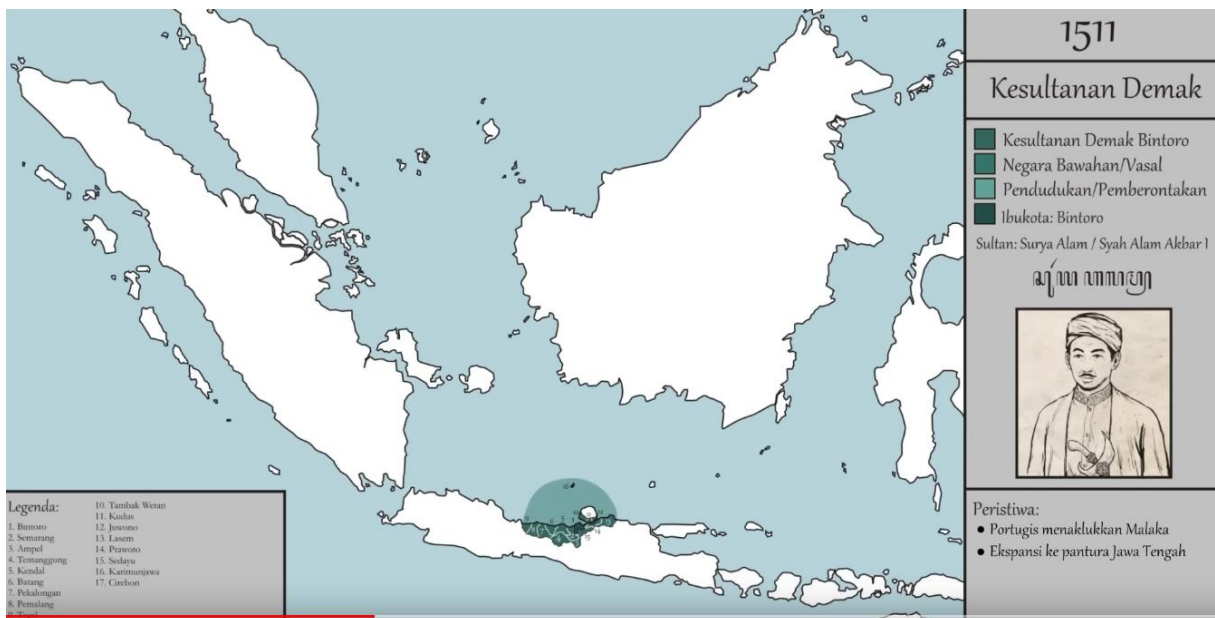 1511
Kesultanan Demak
Kesultanan Demak Bintoro
Negara Bawahan/Vasal
Pendudukan/Pemberontakan
Ibukota: Bintoro
Sultan: Surya Alam / Syah Alam Akbar I
Peristiwa:
• Portugis menaklukkan Malaka
• Ekspansi ke pantura Jawa Tengah
Legenda:
1. Bintoro
2. Semarang
3. Ampel
4. Temanggung
5. Kendal
6. Batang
7. Pekalongan
8. Pemalang
10. Tambak Wetan
11. Kudus
12. Juwono
13. Lasem
14. Prawoto
15. Sedayu
16. Karimunjawa
17. Cirebon